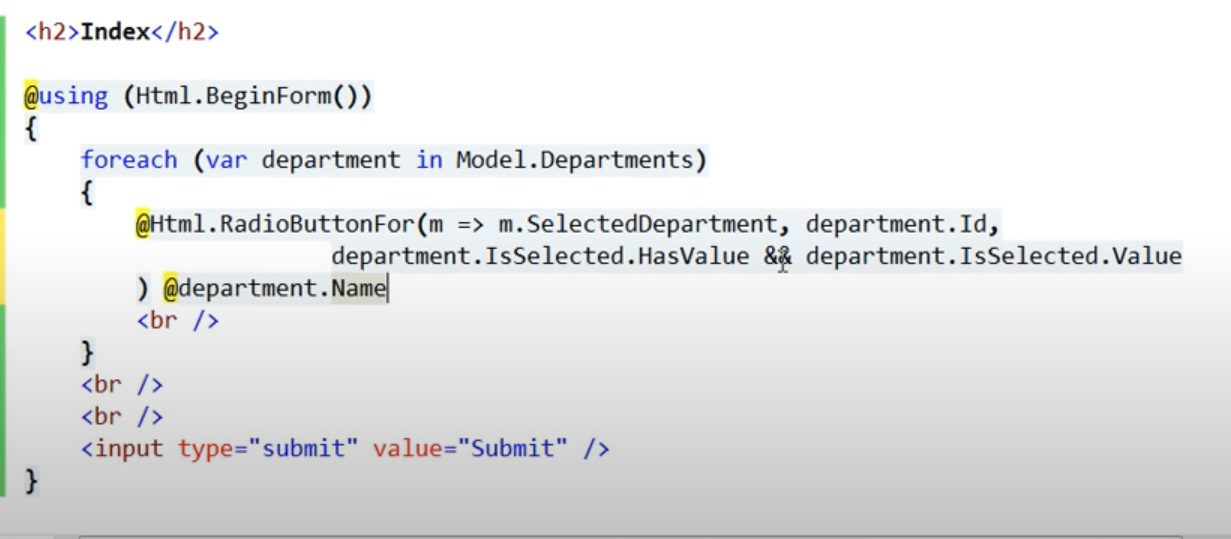 <h2>Index</h2>
@using (Html.BeginForm())
{
foreach (var department in Model.Departments)
{
@Html.RadioButtonFor(m => m.SelectedDepartment, department.Id,
department.IsSelected.HasValue && department.IsSelected.Value
) @department.Name
<br />
}
<br />
<br />
<input type="submit" value="Submit" />
}